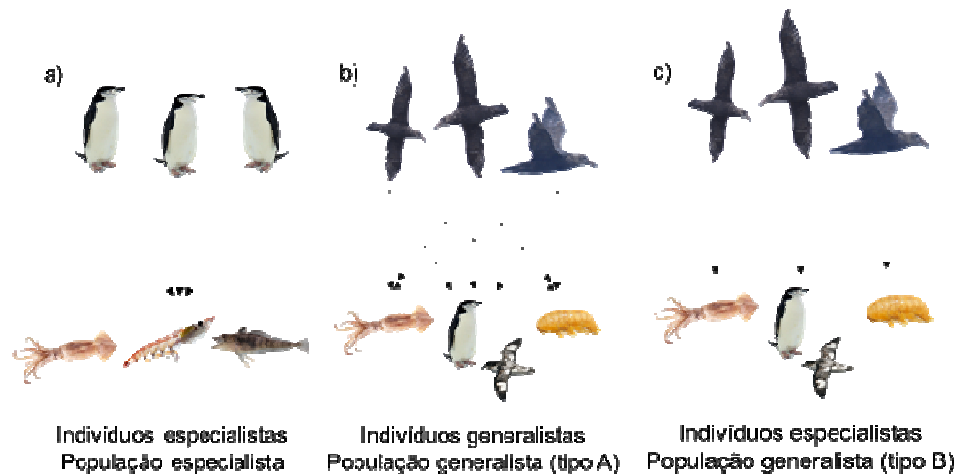 a)
b)
c)
Indivíduos especialistas
População especialista
Indivíduos generalistas
População generalista (tipo A)
Indivíduos especialistas
População generalista (tipo B)